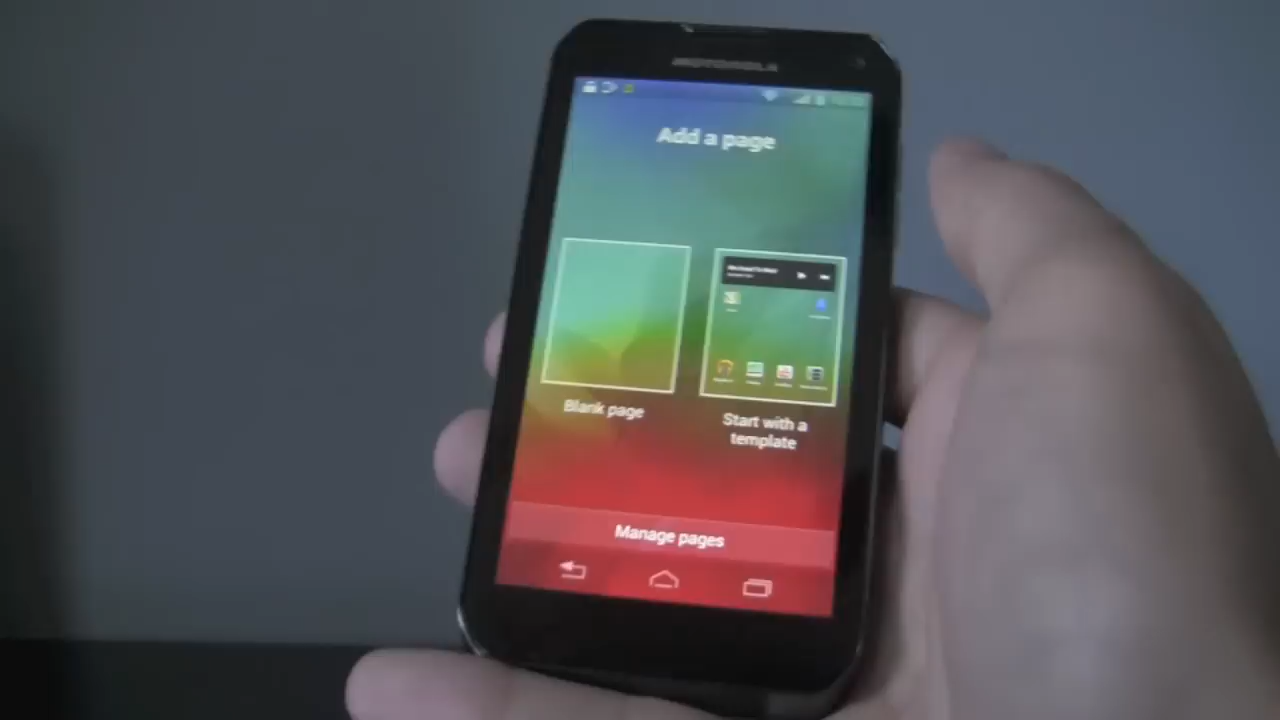 MOTOROLA
Add a page
Blank page
Start with a
template
Manage pages